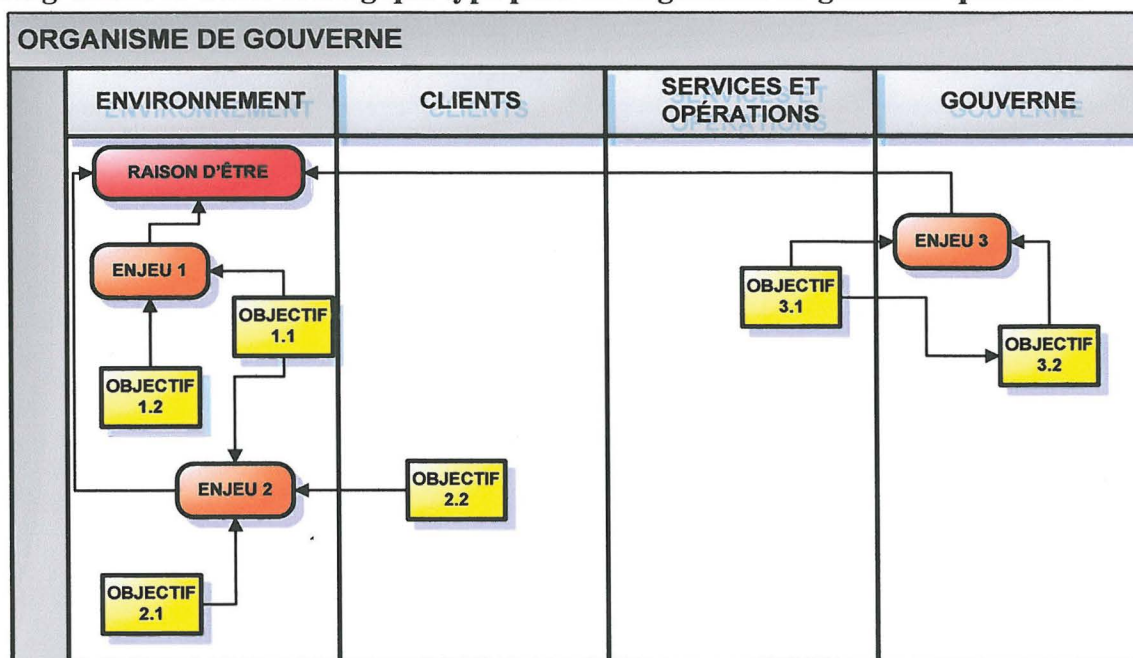 ORGANISME DE GOUVERNE
ENVIRONNEMENT
CLIENTS
SERVICES ET
OPÉRATIONS
GOUVERNE
RAISON D'ÊTRE
ENJEU 1
ENJEU 3
OBJECTIF
1.1
OBJECTIF
3.1
OBJECTIF
3.2
OBJECTIF
1.2
ENJEU 2
OBJECTIF
2.2
OBJECTIF
2.1